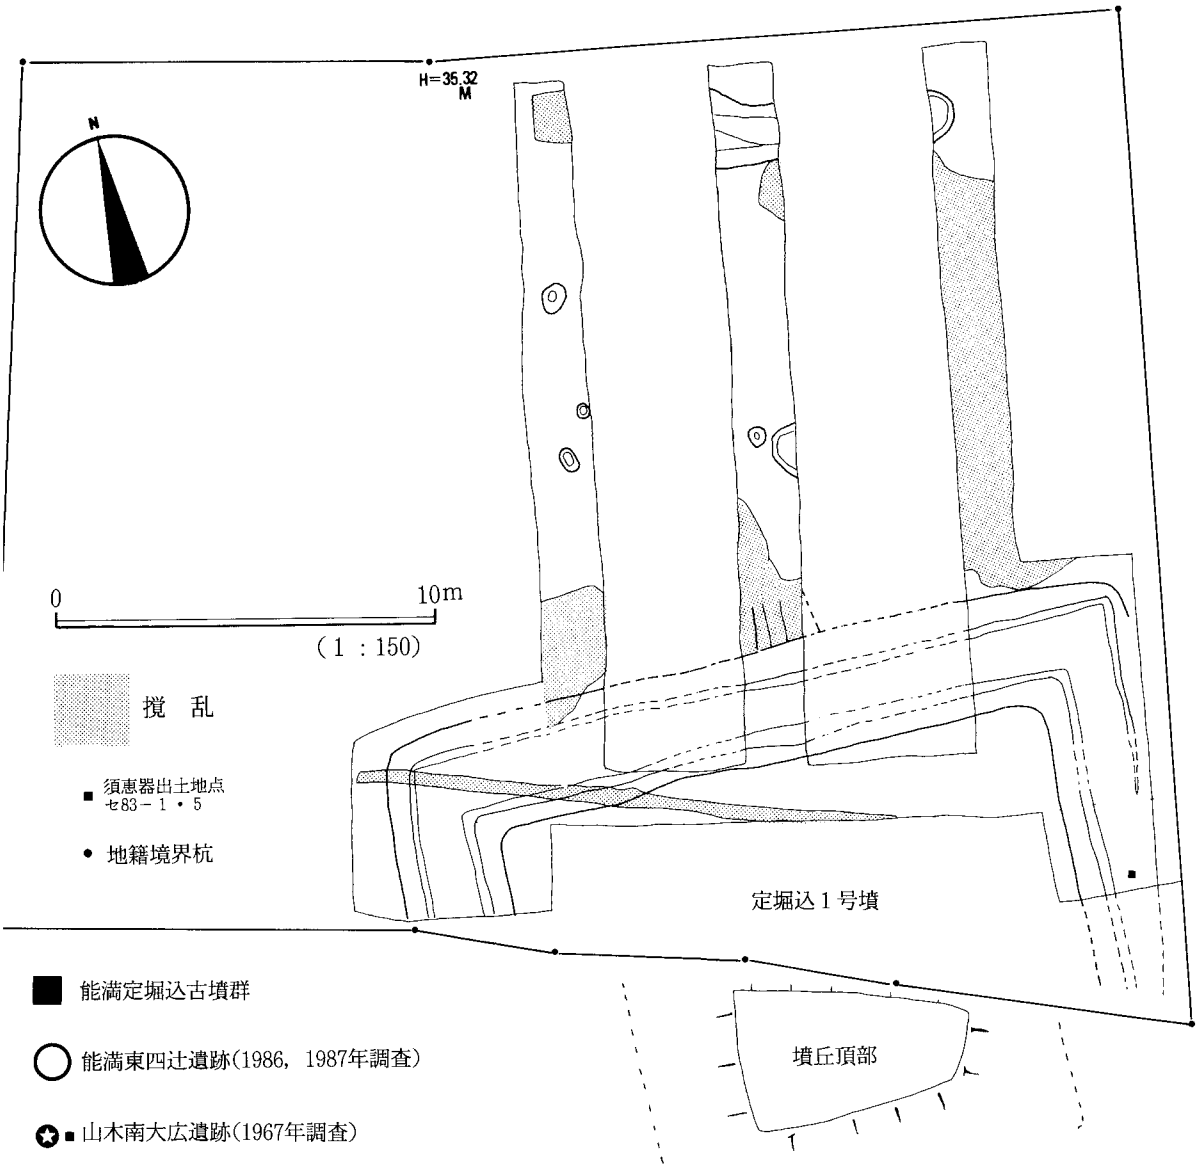 H=35.32
M
N
0 10m
(1:150)
攪乱
須恵器出土地点
セ83-1・5
地籍境界杭
定堀込1号墳
能満定堀込古墳群
墳丘頂部
能満東四辻遺跡(1986, 1987年調査)
山木南大広遺跡(1967年調査)